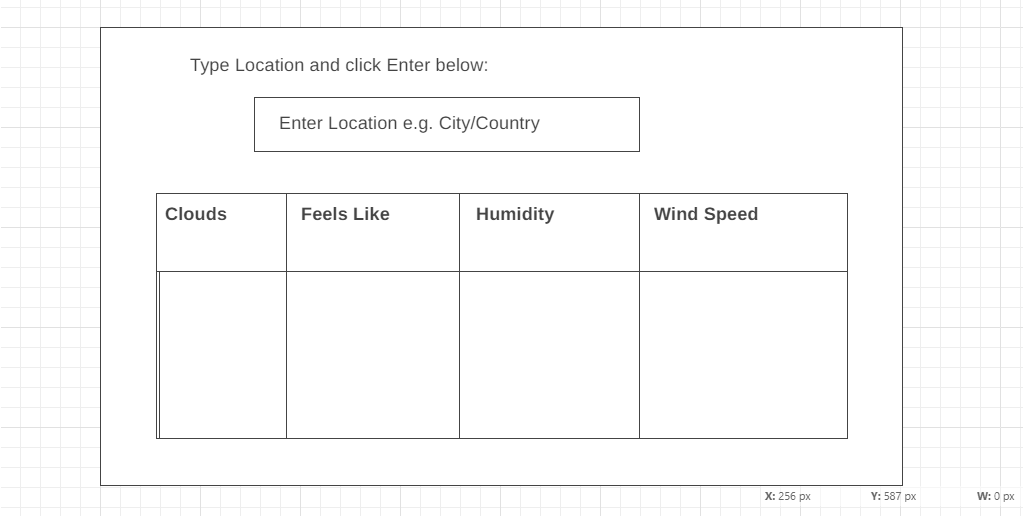 Type Location and click Enter below:
Enter Location e.g. City/Country
Clouds Feels Like Humidity Wind Speed
X: 256 px Y: 587 px W: 0 px